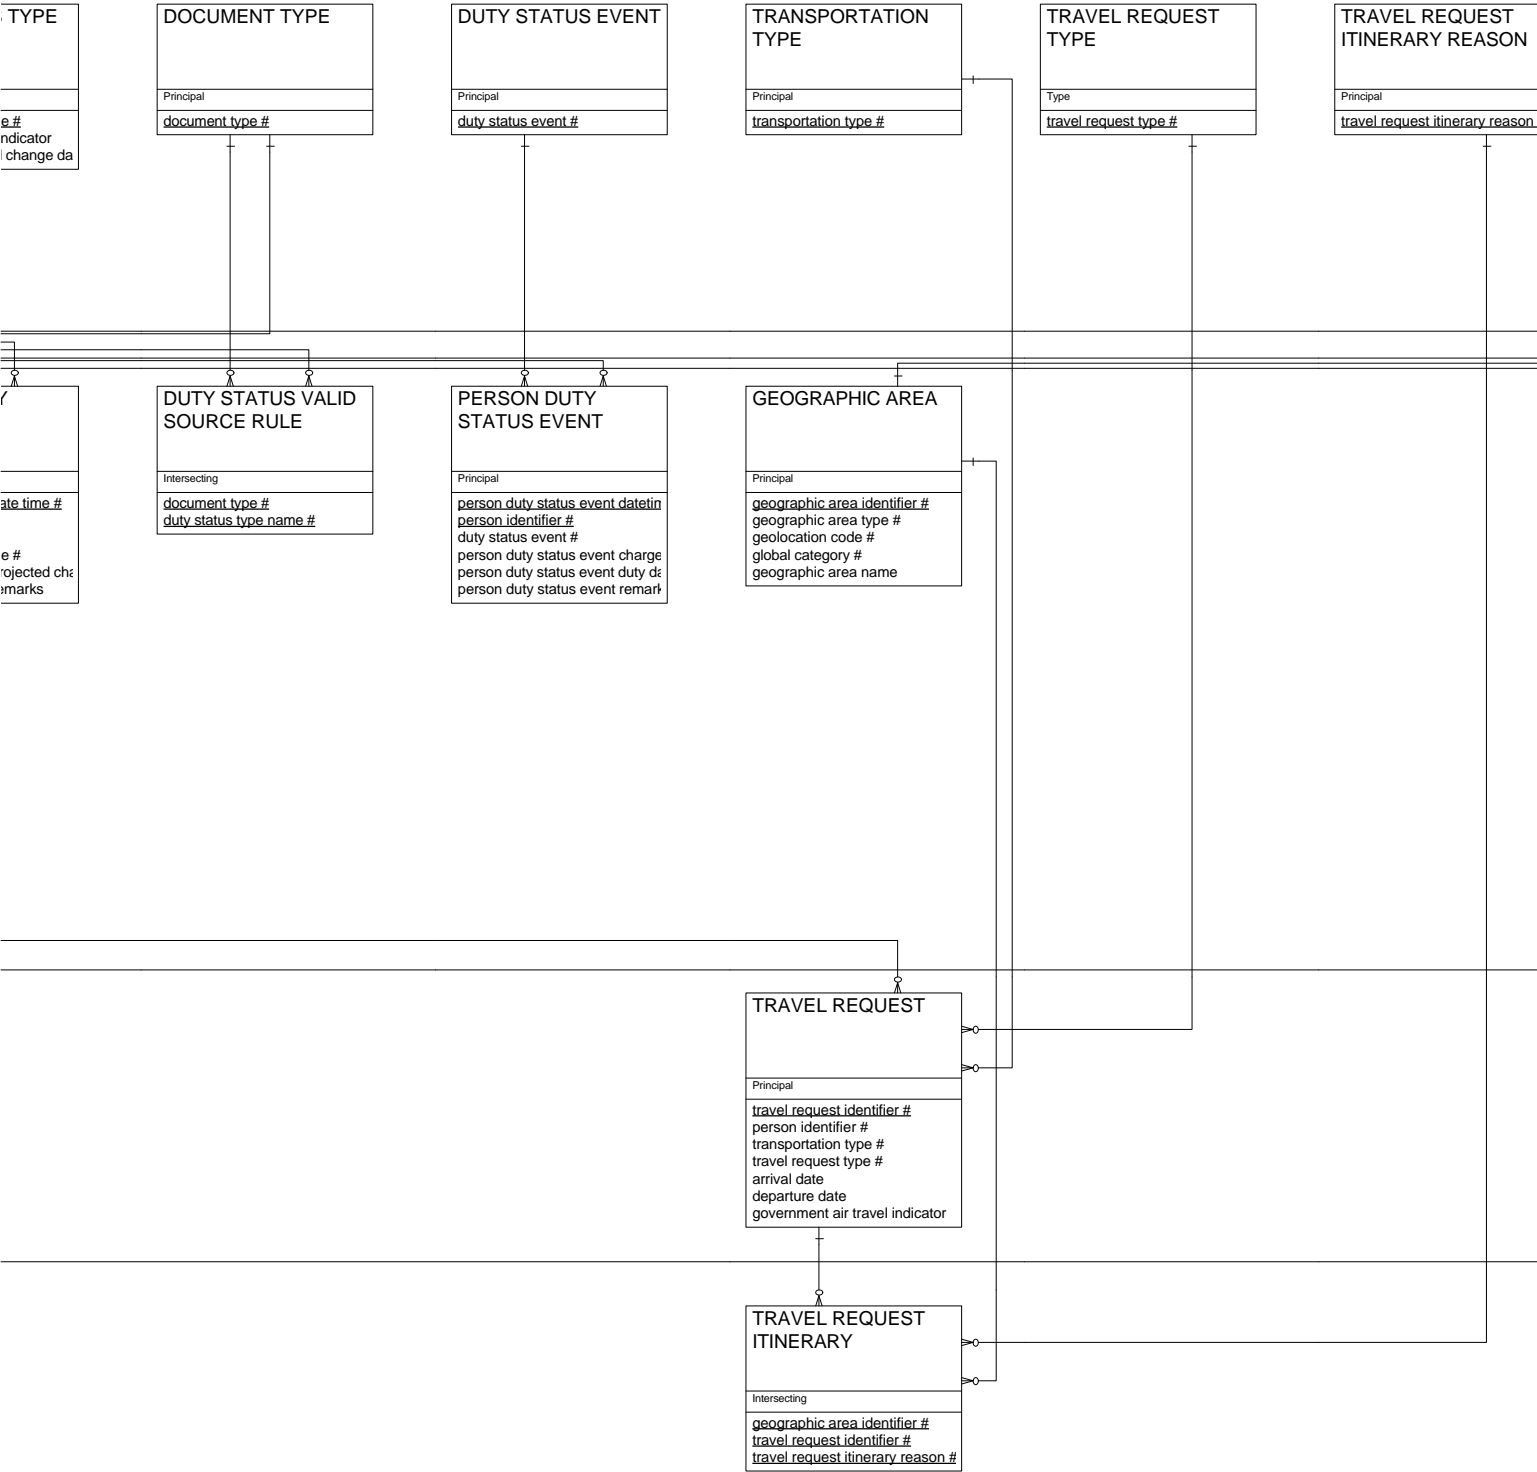 TYPE
e #
ndicator
change da
DOCUMENT TYPE
Principal
document type #
DUTY STATUS EVENT
Principal
duty status event #
TRANSPORTATION
TYPE
Principal
transportation type #
TRAVEL REQUEST
TYPE
Type
travel request type #
TRAVEL REQUEST
ITINERARY REASON
Principal
travel request itinerary reason
Y
ate time #
e #
rojected cha
emarks
DUTY STATUS VALID
SOURCE RULE
Intersecting
document type #
duty status type name #
PERSON DUTY
STATUS EVENT
Principal
person duty status event datetim
person identifier #
duty status event #
person duty status event charge
person duty status event duty da
person duty status event remark
GEOGRAPHIC AREA
Principal
geographic area identifier #
geographic area type #
geolocation code #
global category #
geographic area name
TRAVEL REQUEST
Principal
travel request identifier #
person identifier #
transportation type #
travel request type #
arrival date
departure date
government air travel indicator
TRAVEL REQUEST
ITINERARY
Intersecting
geographic area identifier #
travel request identifier #
travel request itinerary reason #